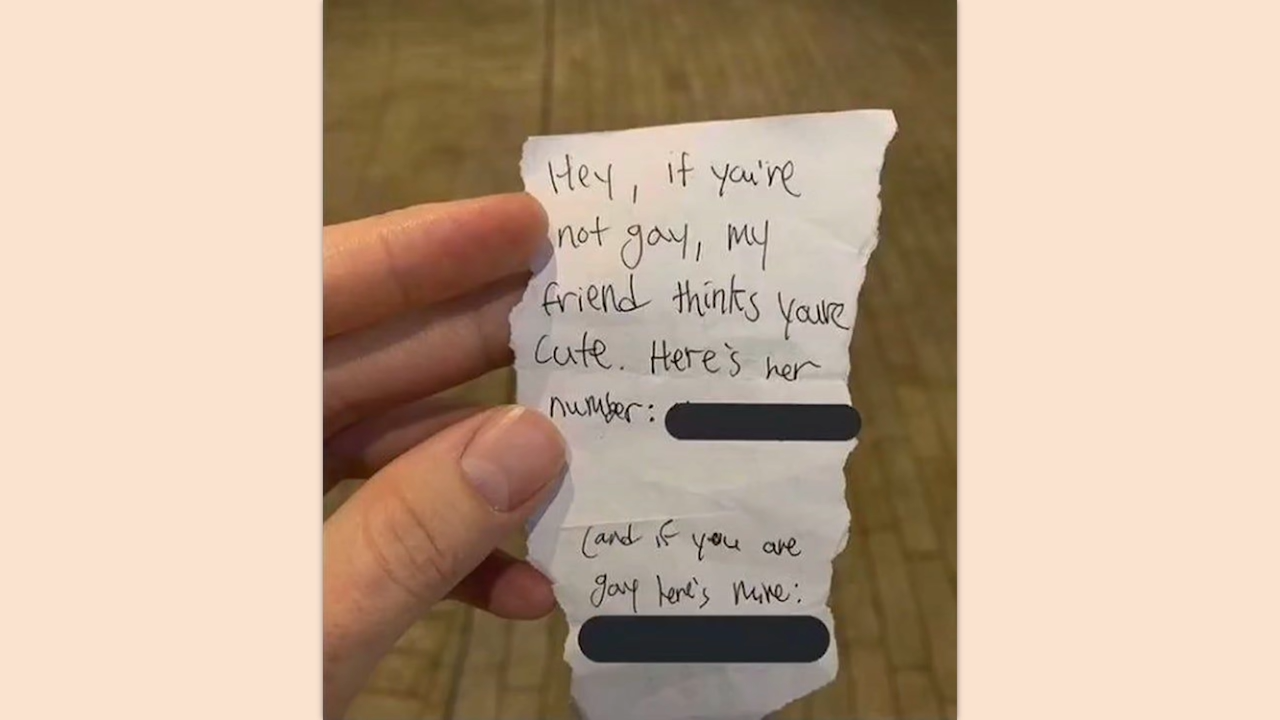 Hey, if you're
not gay, my
friend thinks youre
cute. Here's her
number:
(and if you are
gay here's mine: